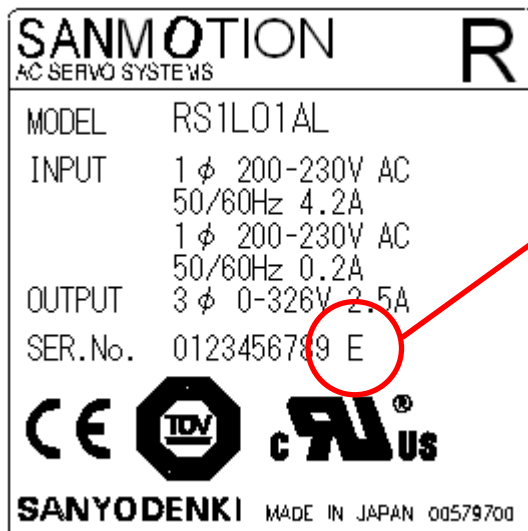 SANMOTION R
AC SERVO SYSTEMS
MODEL RS1L01AL
INPUT 1ϕ 200-230V AC
50/60Hz 4.2A
1ϕ 200-230V AC
50/60Hz 0.2A
OUTPUT 3ϕ 0-326V 2.5A
SER.No. 0123456789 E
CE TÜV c RU ® US
SANYODENKI MADE IN JAPAN 00579700